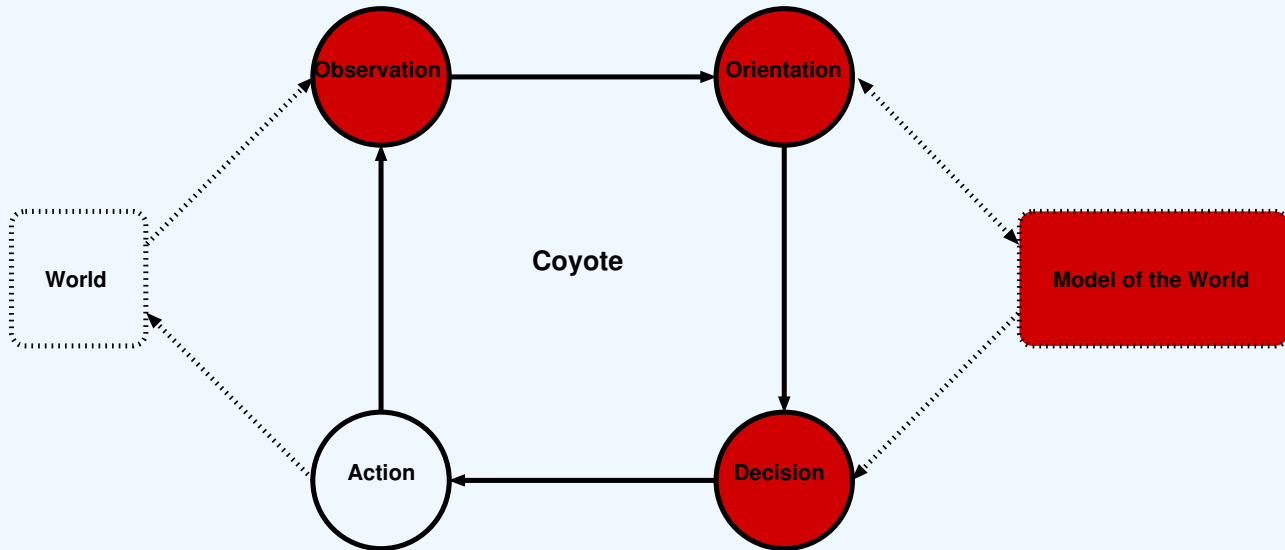 Observation
Orientation
Coyote
World
Model of the World
Action
Decision